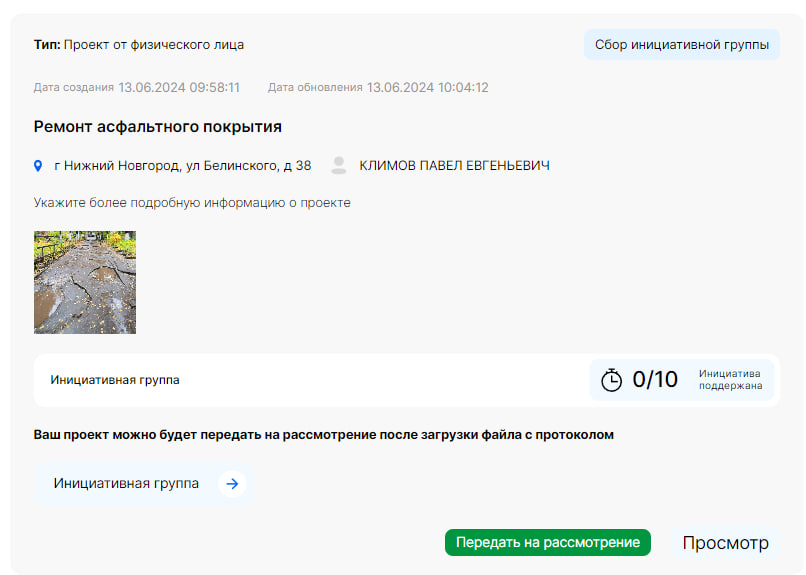 Тип: Проект от физического лица
Сбор инициативной группы
Дата создания 13.06.2024 09:58:11
Дата обновления 13.06.2024 10:04:12
Ремонт асфальтного покрытия
г Нижний Новгород, ул Белинского, д 38
КЛИМОВ ПАВЕЛ ЕВГЕНЬЕВИЧ
Укажите более подробную информацию о проекте
Инициативная группа
0/10
Инициатива
поддержана
Ваш проект можно будет передать на рассмотрение после загрузки файла с протоколом
Инициативная группа
Передать на рассмотрение
Просмотр